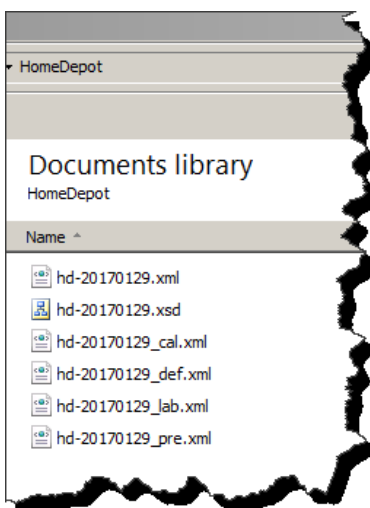 HomeDepot
Documents library
HomeDepot
Name
hd-20170129.xml
hd-20170129.xsd
hd-20170129_cal.xml
hd-20170129_def.xml
hd-20170129_lab.xml
hd-20170129_pre.xml